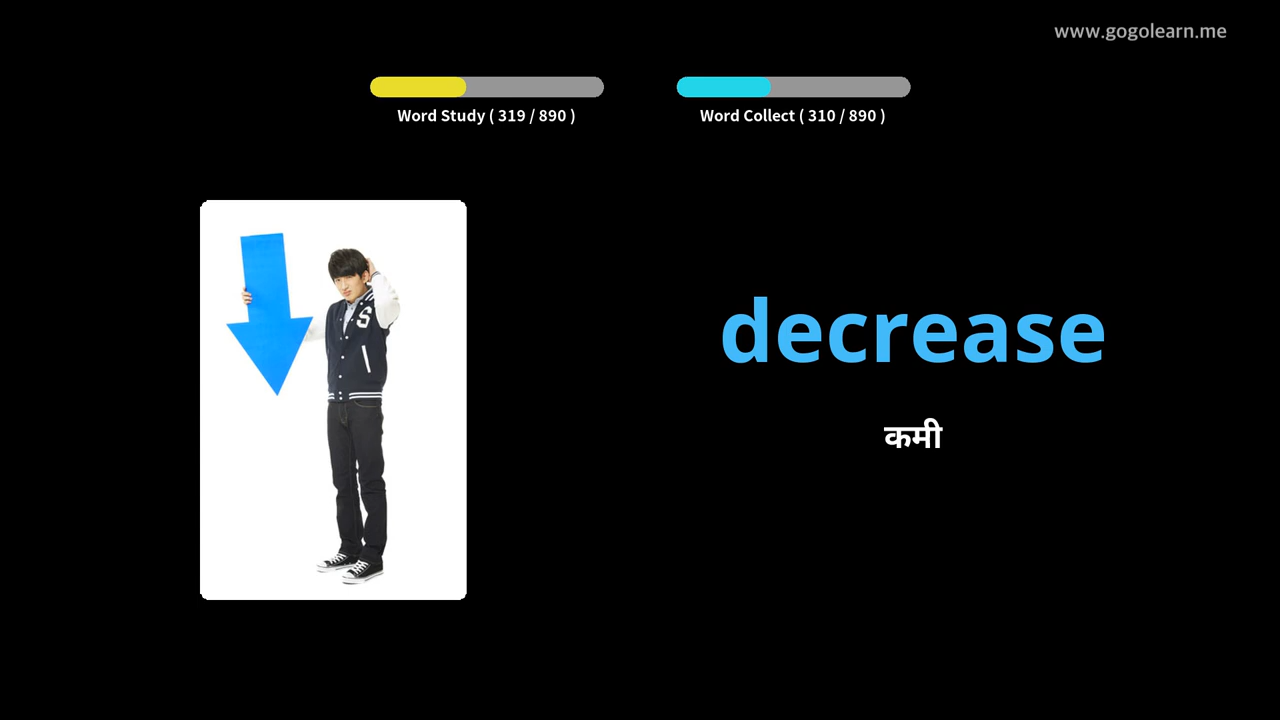 www.gogolearn.me
Word Study ( 319 / 890 )
Word Collect ( 310 / 890 )
S
decrease
कमी